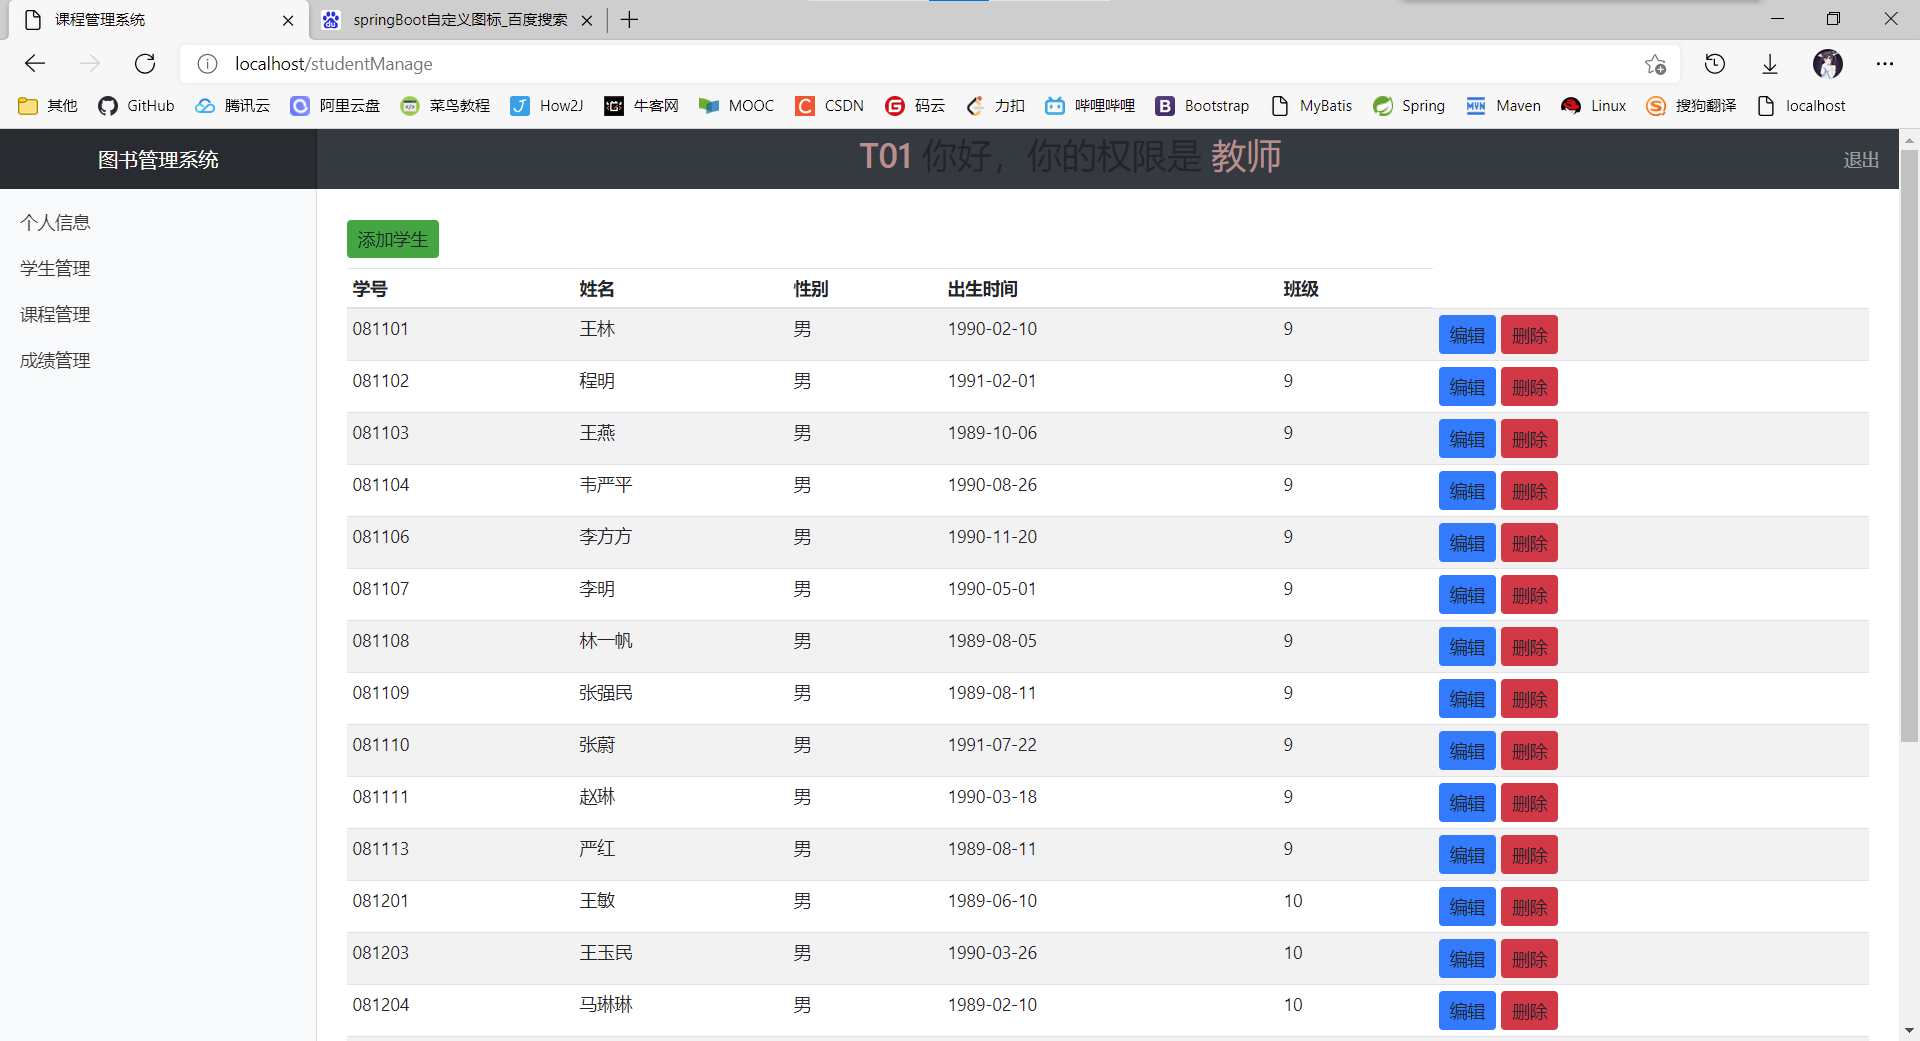 课程管理系统 springBoot自定义图标_百度搜索
localhost/studentManage
其他 GitHub 腾讯云 阿里云盘 菜鸟教程 How2J 牛客网 MOOC CSDN 码云 力扣 哔哩哔哩 Bootstrap MyBatis Spring Maven Linux 搜狗翻译 localhost
图书管理系统 T01 你好，你的权限是 教师 退出
个人信息
学生管理
课程管理
成绩管理
添加学生
学号 姓名 性别 出生时间 班级
081101 王林 男 1990-02-10 9 编辑 删除
081102 程明 男 1991-02-01 9 编辑 删除
081103 王燕 男 1989-10-06 9 编辑 删除
081104 韦严平 男 1990-08-26 9 编辑 删除
081106 李方方 男 1990-11-20 9 编辑 删除
081107 李明 男 1990-05-01 9 编辑 删除
081108 林一帆 男 1989-08-05 9 编辑 删除
081109 张强民 男 1989-08-11 9 编辑 删除
081110 张蔚 男 1991-07-22 9 编辑 删除
081111 赵琳 男 1990-03-18 9 编辑 删除
081113 严红 男 1989-08-11 9 编辑 删除
081201 王敏 男 1989-06-10 10 编辑 删除
081203 王玉民 男 1990-03-26 10 编辑 删除
081204 马琳琳 男 1989-02-10 10 编辑 删除